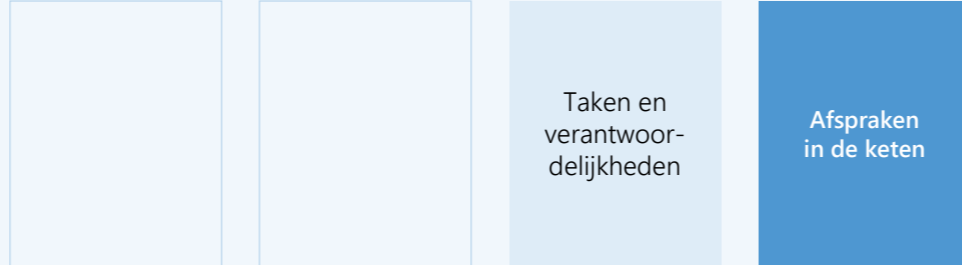 Taken en
verantwoor-
delijkheden
Afspraken
in de keten